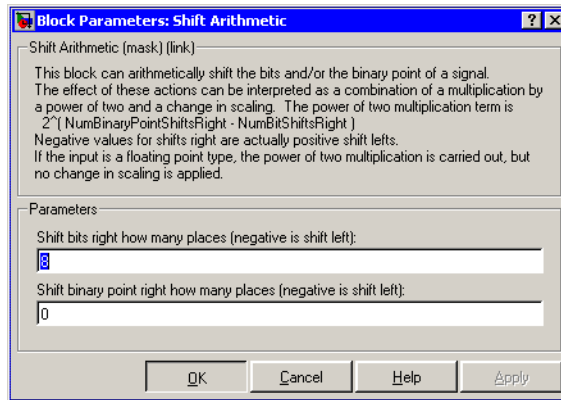 Block Parameters: Shift Arithmetic
Shift Arithmetic (mask) (link)
This block can arithmetically shift the bits and/or the binary point of a signal.
The effect of these actions can be interpreted as a combination of a multiplication by
a power of two and a change in scaling. The power of two multiplication term is
2^( NumBinaryPointShiftsRight - NumBitShiftsRight )
Negative values for shifts right are actually positive shift lefts.
If the input is a floating point type, the power of two multiplication is carried out, but
no change in scaling is applied.
Parameters
Shift bits right how many places (negative is shift left):
8
Shift binary point right how many places (negative is shift left):
0
OK Cancel Help Apply